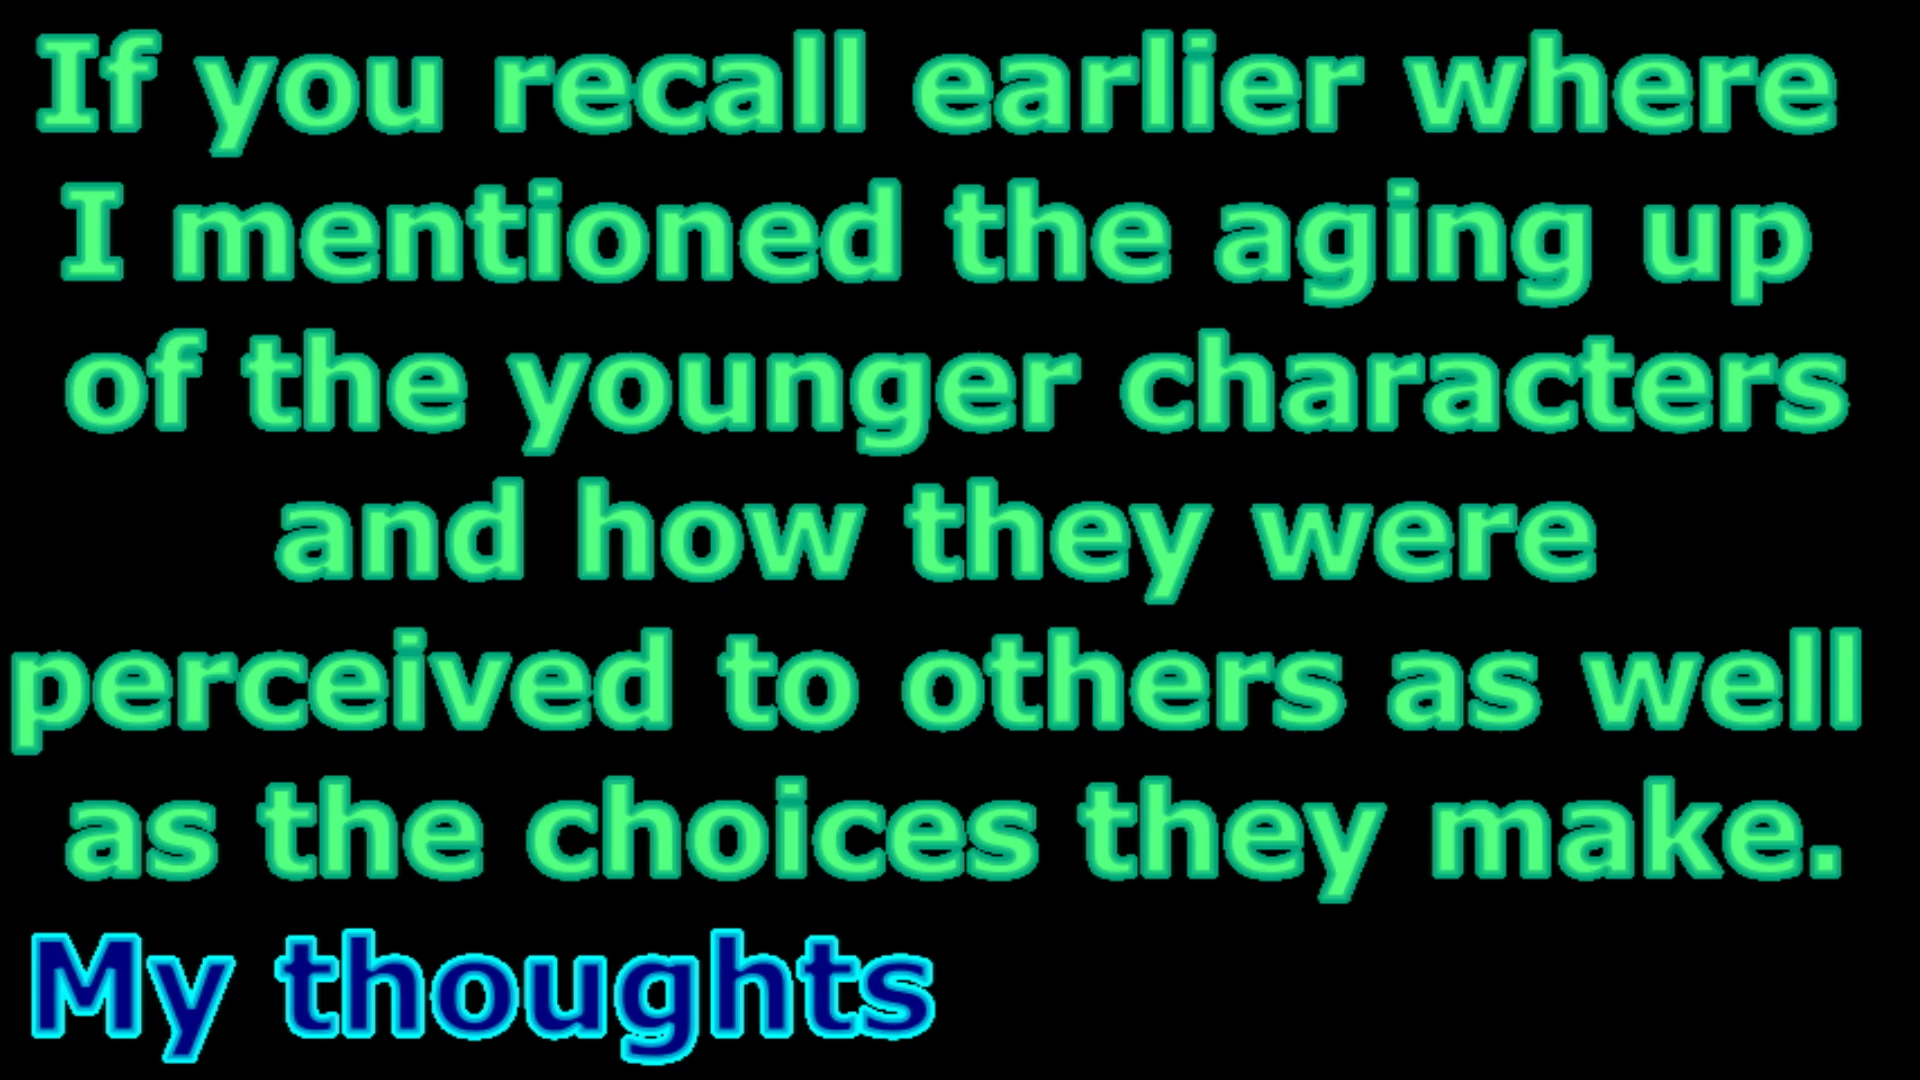 If you recall earlier where
I mentioned the aging up
of the younger characters
and how they were
perceived to others as well
as the choices they make.
My thoughts